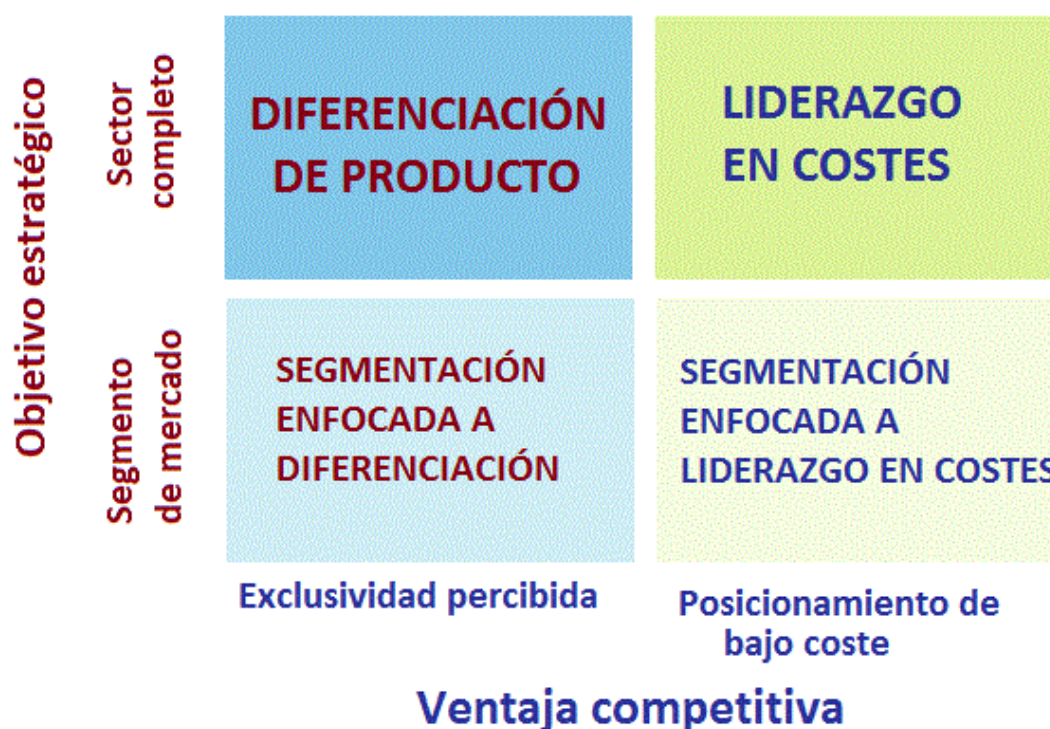 Objetivo estratégico
Sector
completo
DIFERENCIACIÓN
DE PRODUCTO
LIDERAZGO
EN COSTES
Segmento
de mercado
SEGMENTACIÓN
ENFOCADA A
DIFERENCIACIÓN
SEGMENTACIÓN
ENFOCADA A
LIDERAZGO EN COSTES
Exclusividad percibida
Posicionamiento de
bajo coste
Ventaja competitiva